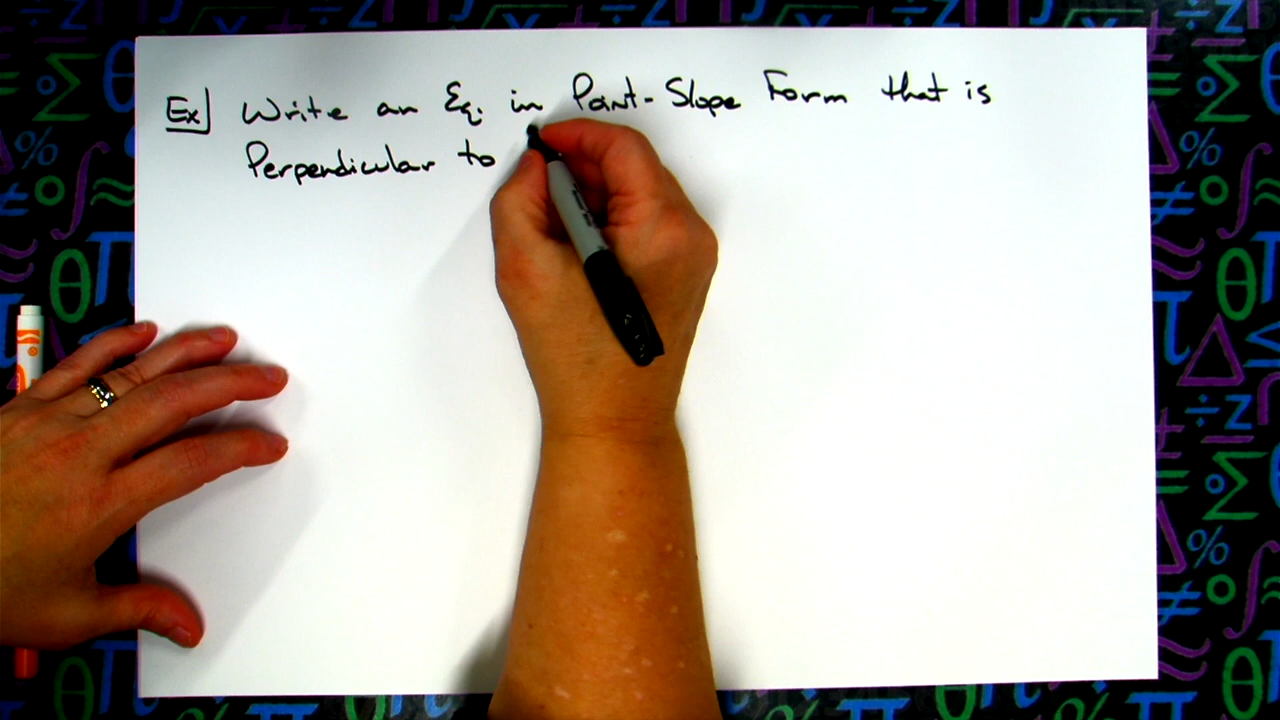 Ex] Write an Eq. in Point-Slope Form that is
Perpendicular to